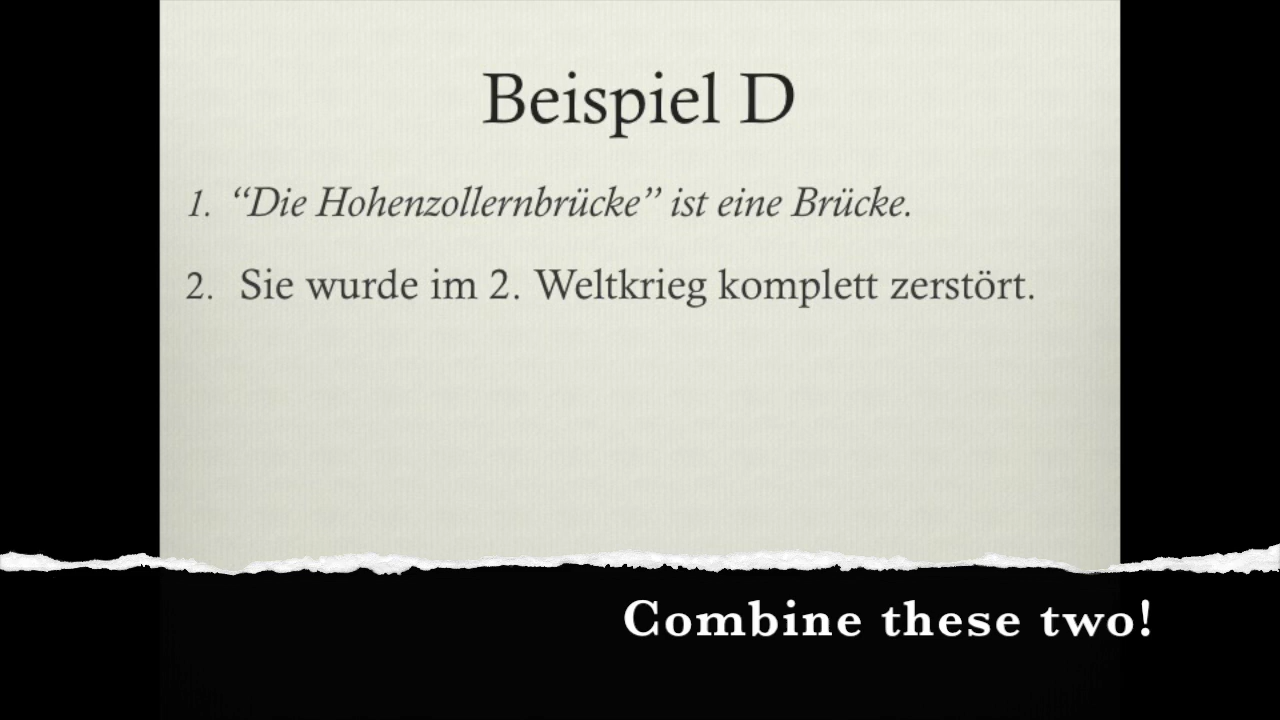 Beispiel D
1. “Die Hohenzollernbrücke” ist eine Brücke.
2. Sie wurde im 2. Weltkrieg komplett zerstört.
Combine these two!